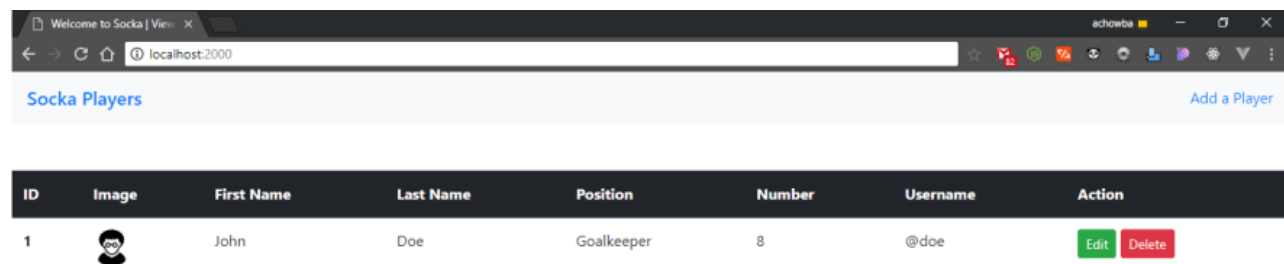 Welcome to Socka | View
achowba
localhost:2000
82
Socka Players
Add a Player
ID Image First Name Last Name Position Number Username Action
1 John Doe Goalkeeper 8 @doe Edit Delete